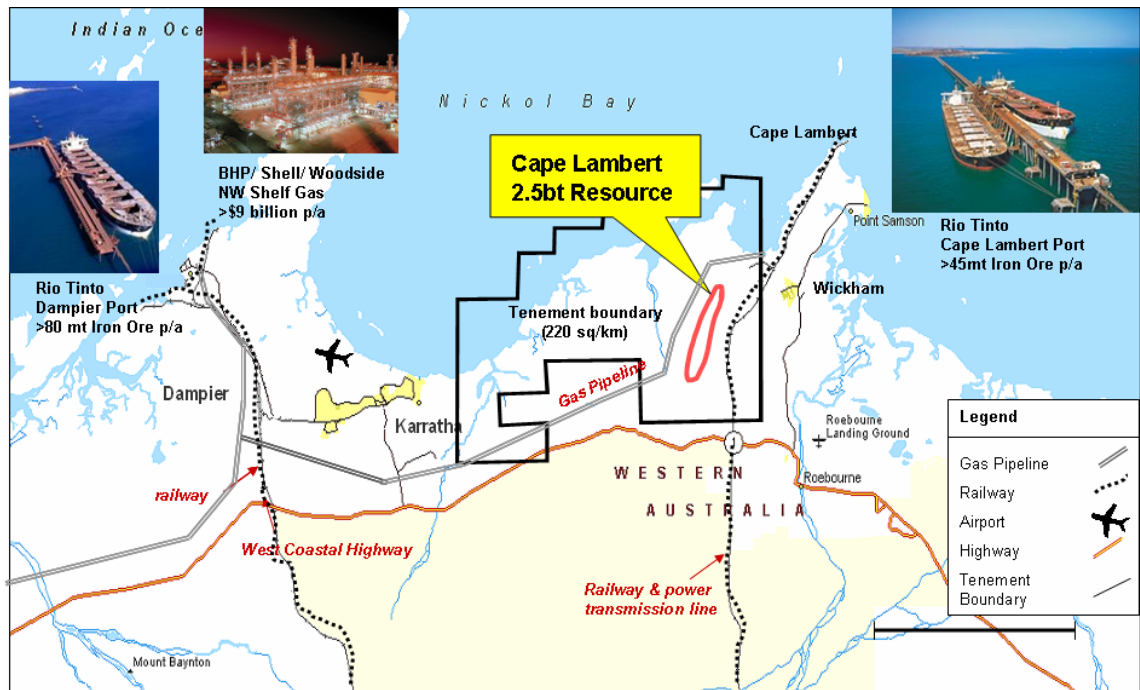 Indian Oce
Nickol Bay
Cape Lambert
BHP/ Shell/ Woodside
NW Shelf Gas
>$9 billion p/a
Cape Lambert
2.5bt Resource
Point Samson
Rio Tinto
Cape Lambert Port
>45mt Iron Ore p/a
Rio Tinto
Dampier Port
>80 mt Iron Ore p/a
Wickham
Tenement boundary
(220 sq/km)
Gas Pipeline
Dampier
Karratha
Roebourne
Landing Ground
WESTERN
AUSTRALIA
Roebourne
railway
West Coastal Highway
Railway & power
transmission line
Mount Baynton
Legend
Gas Pipeline
Railway
Airport
Highway
Tenement
Boundary